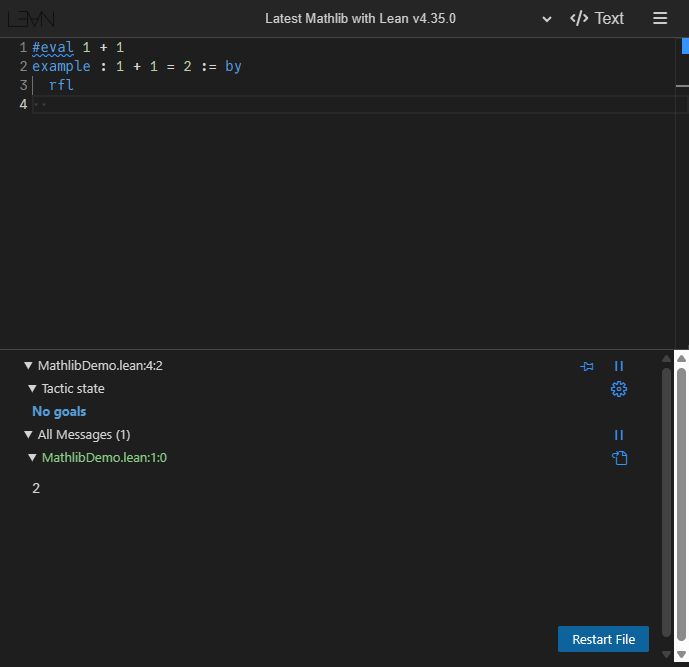 LEAN
Latest Mathlib with Lean v4.35.0
</> Text
1 #eval 1 + 1
2 example : 1 + 1 = 2 := by
3   rfl
4
MathlibDemo.lean:4:2
Tactic state
No goals
All Messages (1)
MathlibDemo.lean:1:0
2
Restart File